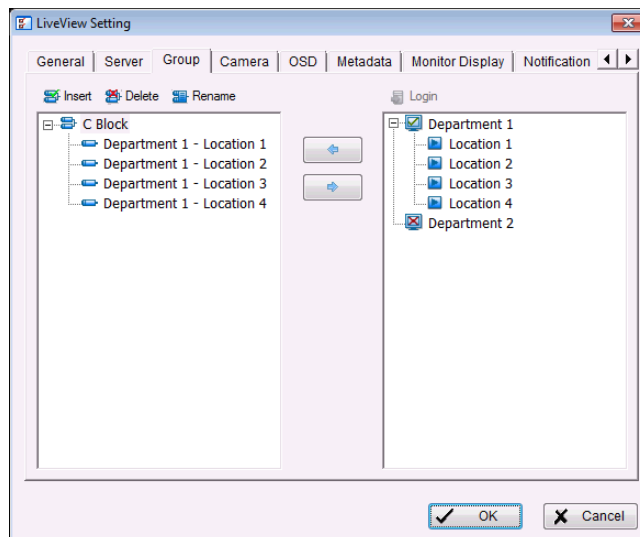 LiveView Setting
General Server Group Camera OSD Metadata Monitor Display Notification
Insert Delete Rename
C Block
Department 1 - Location 1
Department 1 - Location 2
Department 1 - Location 3
Department 1 - Location 4
Login
Department 1
Location 1
Location 2
Location 3
Location 4
Department 2
OK Cancel